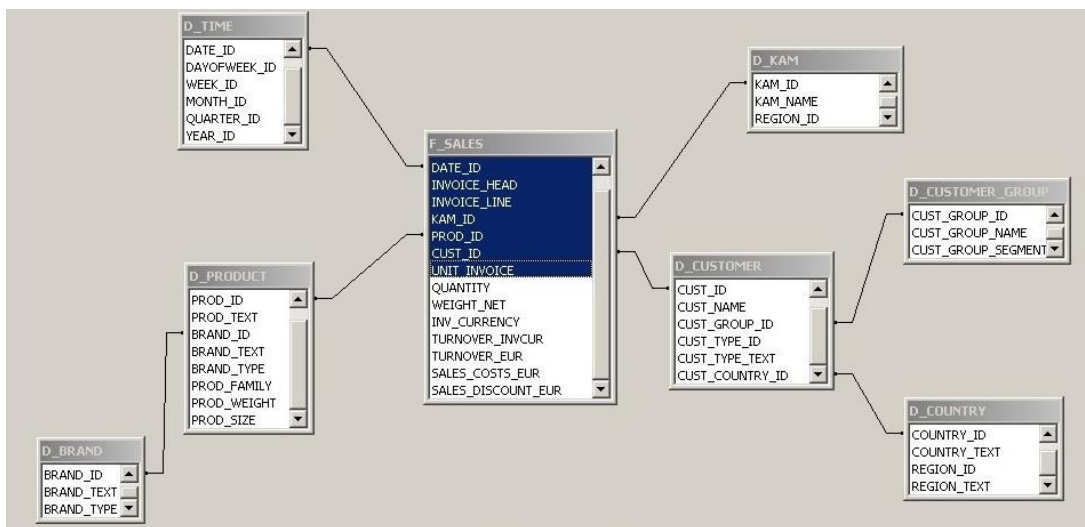 D_TIME
DATE_ID
DAYOFWEEK_ID
WEEK_ID
MONTH_ID
QUARTER_ID
YEAR_ID
D_KAM
KAM_ID
KAM_NAME
REGION_ID
F_SALES
DATE_ID
INVOICE_HEAD
INVOICE_LINE
KAM_ID
PROD_ID
CUST_ID
UNIT_INVOICE
QUANTITY
WEIGHT_NET
INV_CURRENCY
TURNOVER_INVCUR
TURNOVER_EUR
SALES_COSTS_EUR
SALES_DISCOUNT_EUR
D_CUSTOMER_GROUP
CUST_GROUP_ID
CUST_GROUP_NAME
CUST_GROUP_SEGMENT
D_PRODUCT
PROD_ID
PROD_TEXT
BRAND_ID
BRAND_TEXT
BRAND_TYPE
PROD_FAMILY
PROD_WEIGHT
PROD_SIZE
D_CUSTOMER
CUST_ID
CUST_NAME
CUST_GROUP_ID
CUST_TYPE_ID
CUST_TYPE_TEXT
CUST_COUNTRY_ID
D_COUNTRY
COUNTRY_ID
COUNTRY_TEXT
REGION_ID
REGION_TEXT
D_BRAND
BRAND_ID
BRAND_TEXT
BRAND_TYPE